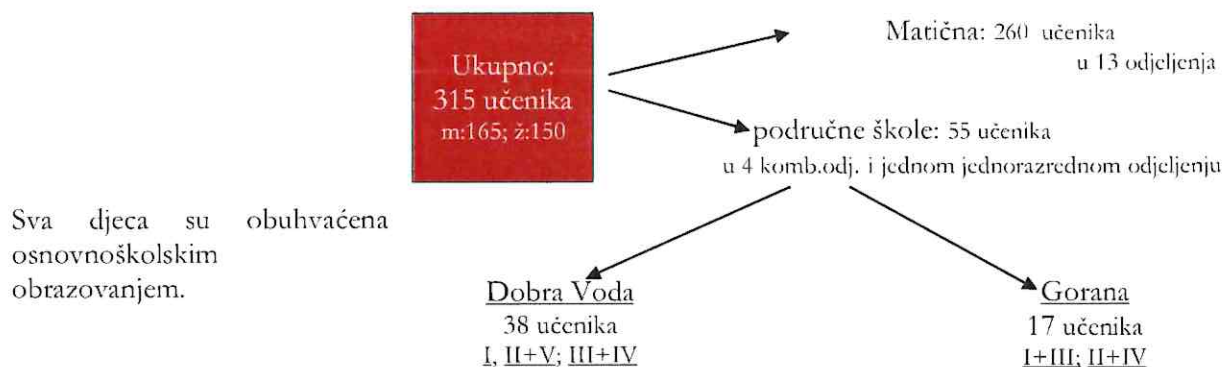 Ukupno:
315 učenika
m:165; ž:150
Matična: 260 učenika
u 13 odjeljenja
područne škole: 55 učenika
u 4 komb.odj. i jednom jednorazrednom odjeljenju
Sva djeca su obuhvaćena
osnovnoškolskim
obrazovanjem.
Dobra Voda
38 učenika
I, II+V; III+IV
Gorana
17 učenika
I+III; II+IV